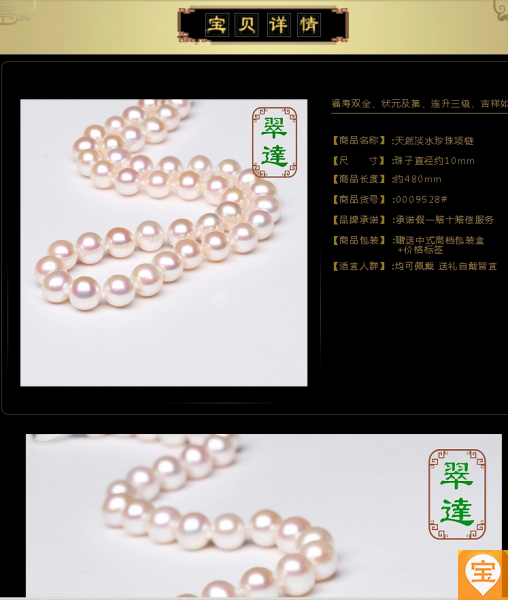 宝贝详情
福寿双全、状元及第、连升三级、吉祥如
翠
達
【商品名称】:天然淡水珍珠项链
【尺 寸】:珠子直径约10mm
【商品长度】:约480mm
【商品货号】:0009528#
【品牌承诺】:承诺假一赔十赔偿服务
【商品包装】:赠送中式高档包装盒
+价格标签
【适宜人群】:均可佩戴 送礼自戴皆宜
翠
達
宝